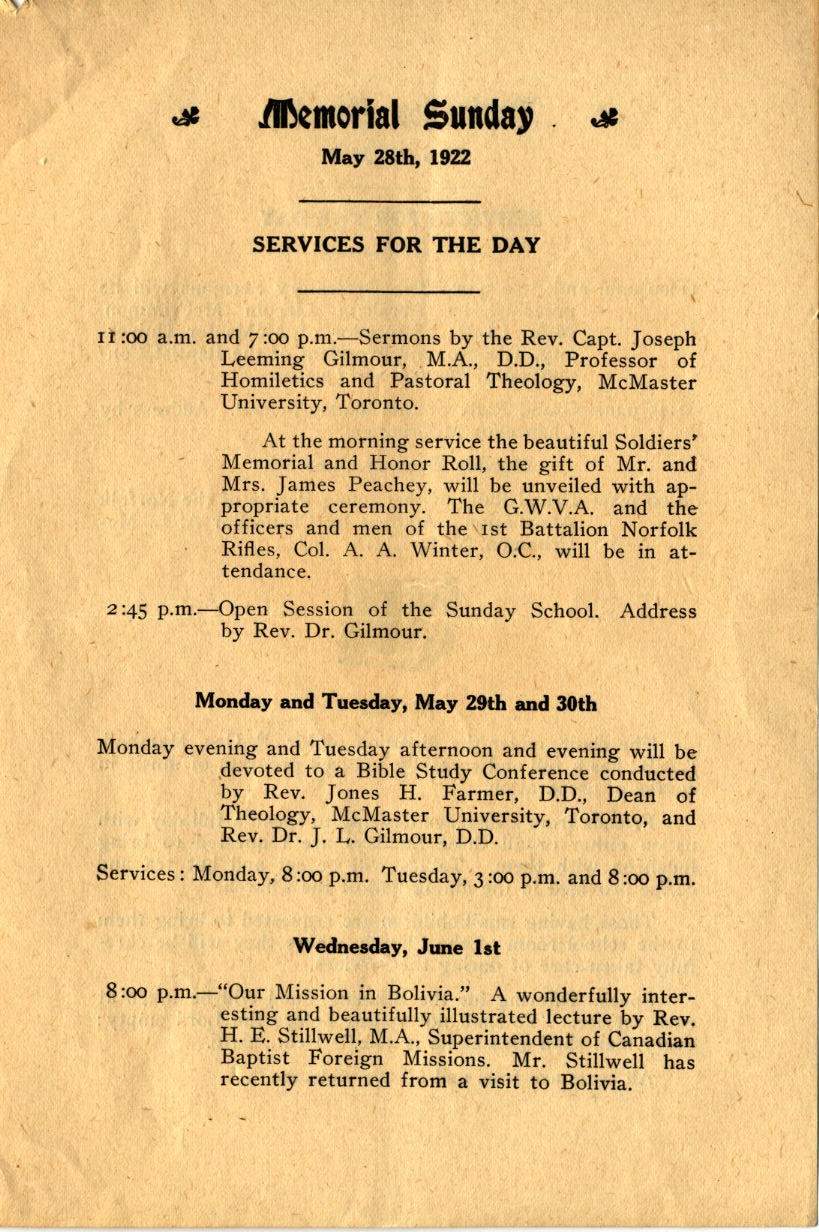 Memorial Sunday
May 28th, 1922
SERVICES FOR THE DAY
11:00 a.m. and 7:00 p.m.—Sermons by the Rev. Capt. Joseph
Leeming Gilmour, M.A., D.D., Professor of
Homiletics and Pastoral Theology, McMaster
University, Toronto.
At the morning service the beautiful Soldiers'
Memorial and Honor Roll, the gift of Mr. and
Mrs. James Peachey, will be unveiled with ap-
propriate ceremony. The G.W.V.A. and the
officers and men of the 1st Battalion Norfolk
Rifles, Col. A. A. Winter, O.C., will be in at-
tendance.
2:45 p.m.—Open Session of the Sunday School. Address
by Rev. Dr. Gilmour.
Monday and Tuesday, May 29th and 30th
Monday evening and Tuesday afternoon and evening will be
devoted to a Bible Study Conference conducted
by Rev. Jones H. Farmer, D.D., Dean of
Theology, McMaster University, Toronto, and
Rev. Dr. J. L. Gilmour, D.D.
Services: Monday, 8:00 p.m. Tuesday, 3:00 p.m. and 8:00 p.m.
Wednesday, June 1st
8:00 p.m.—"Our Mission in Bolivia." A wonderfully inter-
esting and beautifully illustrated lecture by Rev.
H. E. Stillwell, M.A., Superintendent of Canadian
Baptist Foreign Missions. Mr. Stillwell has
recently returned from a visit to Bolivia.